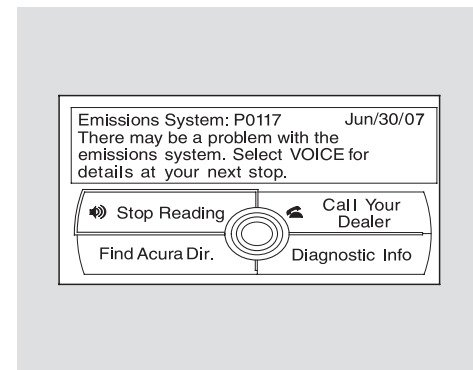 Emissions System: P0117 Jun/30/07
There may be a problem with the
emissions system. Select VOICE for
details at your next stop.
Stop Reading
Call Your
Dealer
Find Acura Dir.
Diagnostic Info